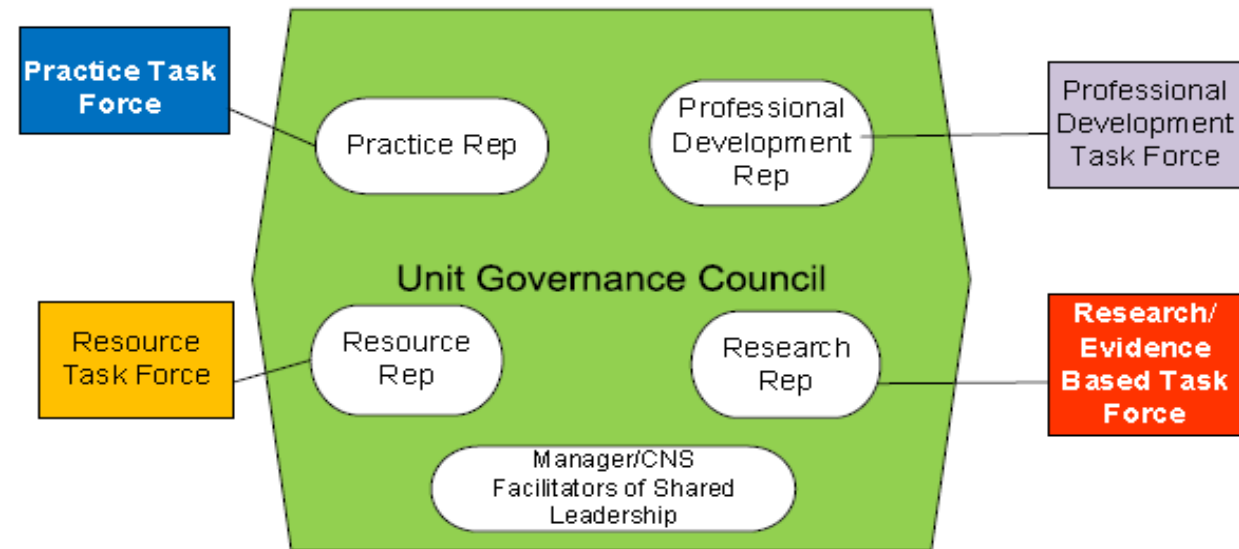 Practice Task
Force
Practice Rep
Professional
Development
Rep
Professional
Development
Task Force
Unit Governance Council
Resource
Task Force
Resource
Rep
Research
Rep
Research/
Evidence
Based Task
Force
Manager/CNS
Facilitators of Shared
Leadership